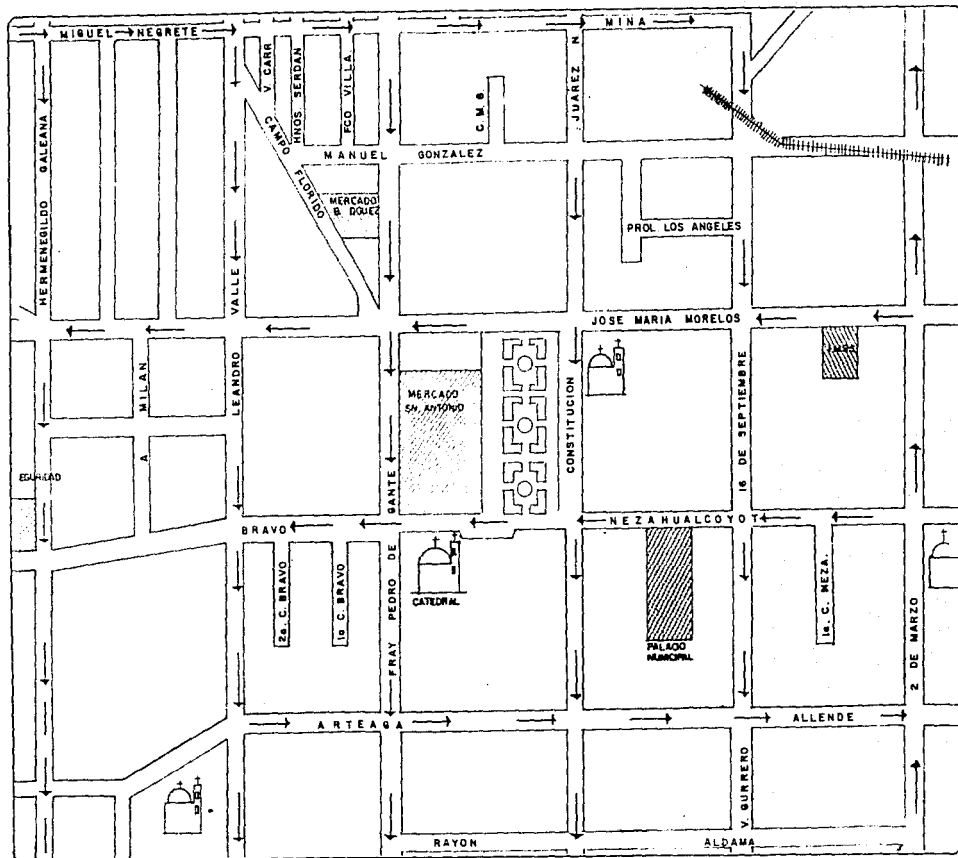 MIGUEL NEGRETE
MINA
V. CARR
HNOS SERDAN
FCO VILLA
C. M. B.
JUAREZ N
HERMENEGILDO GALEANA
CAMPO FLORIDO
MANUEL GONZALEZ
MERCADO
PROL. LOS ANGELES
VALLE
LEANDRO
JOSE MARIA MORELOS
MILAN
A
MERCADO
SN. ANTONIO
CONSTITUCION
16 DE SEPTIEMBRE
EGURIDAD
GANTE
FRAY PEDRO DE
BRAVO
NEZAHUALCOYOT
2a. C. BRAVO
1a C. BRAVO
CATEDRAL
1a. C. MEZA.
PALACIO
MUNICIPAL
2 DE MARZO
ARTEAGA
ALLENDE
V. GURRERO
RAYON
ALDAMA